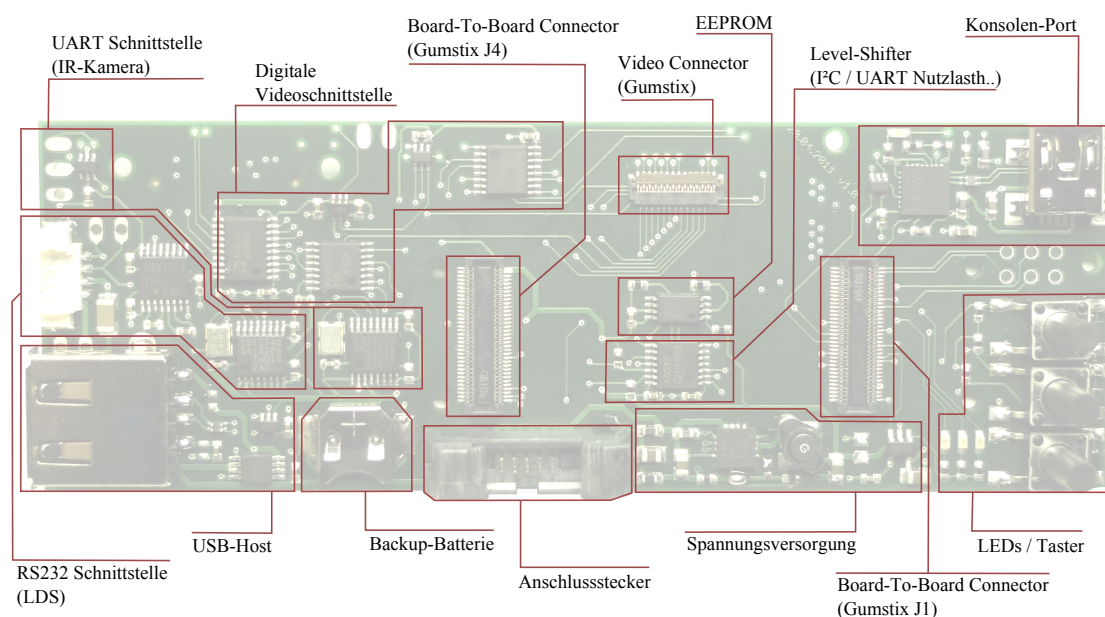 UART Schnittstelle
(IR-Kamera)
Digitale
Videoschnittstelle
Board-To-Board Connector
(Gumstix J4)
EEPROM
Video Connector
(Gumstix)
Level-Shifter
(I²C / UART Nutzlasth..)
Konsolen-Port
USB-Host
Backup-Batterie
Anschlussstecker
Spannungsversorgung
LEDs / Taster
RS232 Schnittstelle
(LDS)
Board-To-Board Connector
(Gumstix J1)